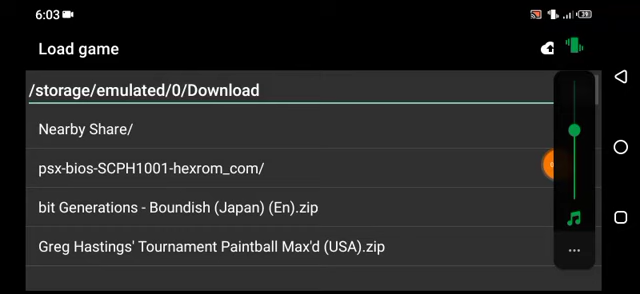 6:03
39
Load game
/storage/emulated/0/Download
Nearby Share/
psx-bios-SCPH1001-hexrom_com/
bit Generations - Boundish (Japan) (En).zip
Greg Hastings' Tournament Paintball Max'd (USA).zip